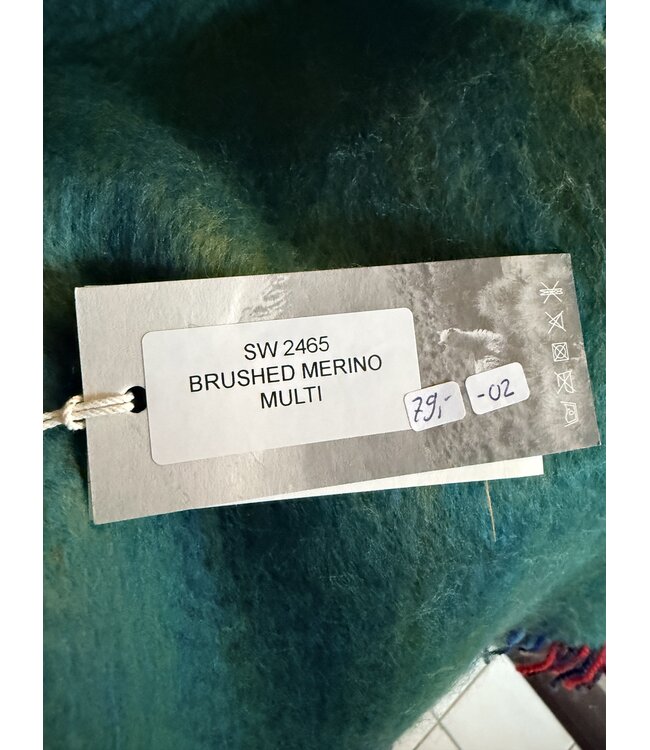 SW 2465
BRUSHED MERINO
MULTI
79,-
-02